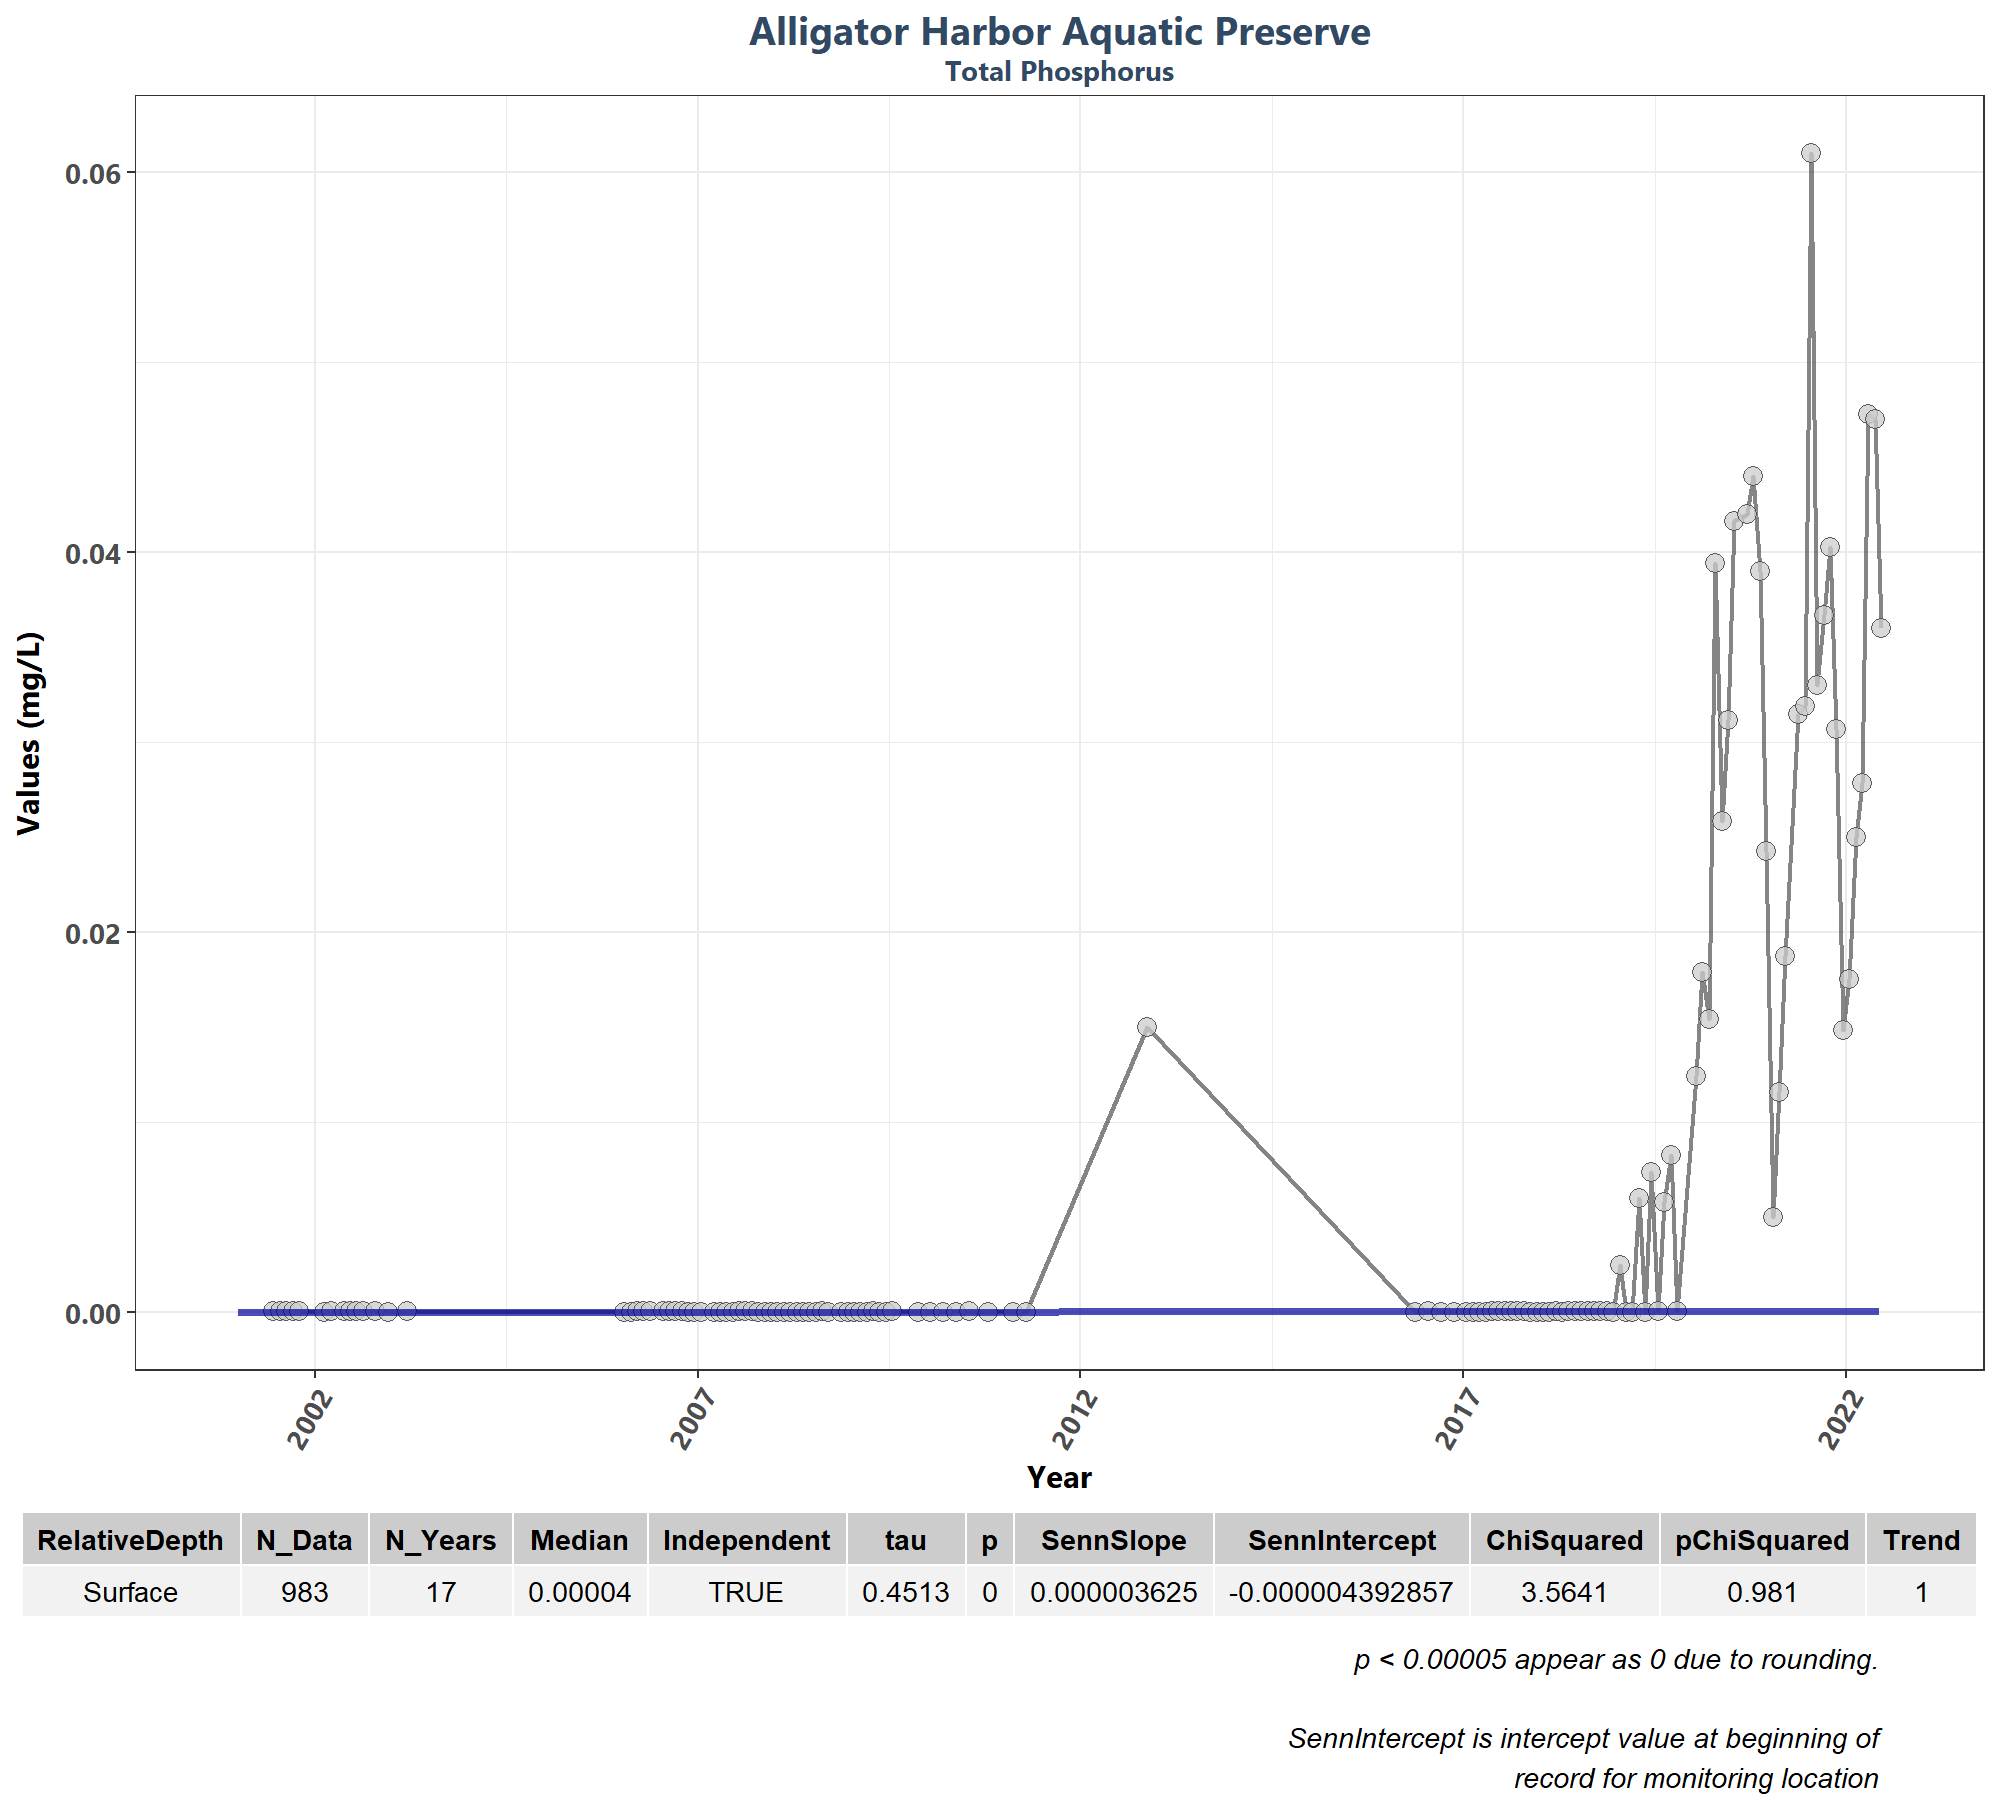 Alligator Harbor Aquatic Preserve
Total Phosphorus
Values (mg/L)
0.06
0.04
0.02
0.00
2002
2007
2012
2017
2022
Year
RelativeDepth N_Data N_Years Median Independent tau p SennSlope SennIntercept ChiSquared pChiSquared Trend
Surface 983 17 0.00004 TRUE 0.4513 0 0.000003625 -0.000004392857 3.5641 0.981 1
p < 0.00005 appear as 0 due to rounding.
SennIntercept is intercept value at beginning of
record for monitoring location